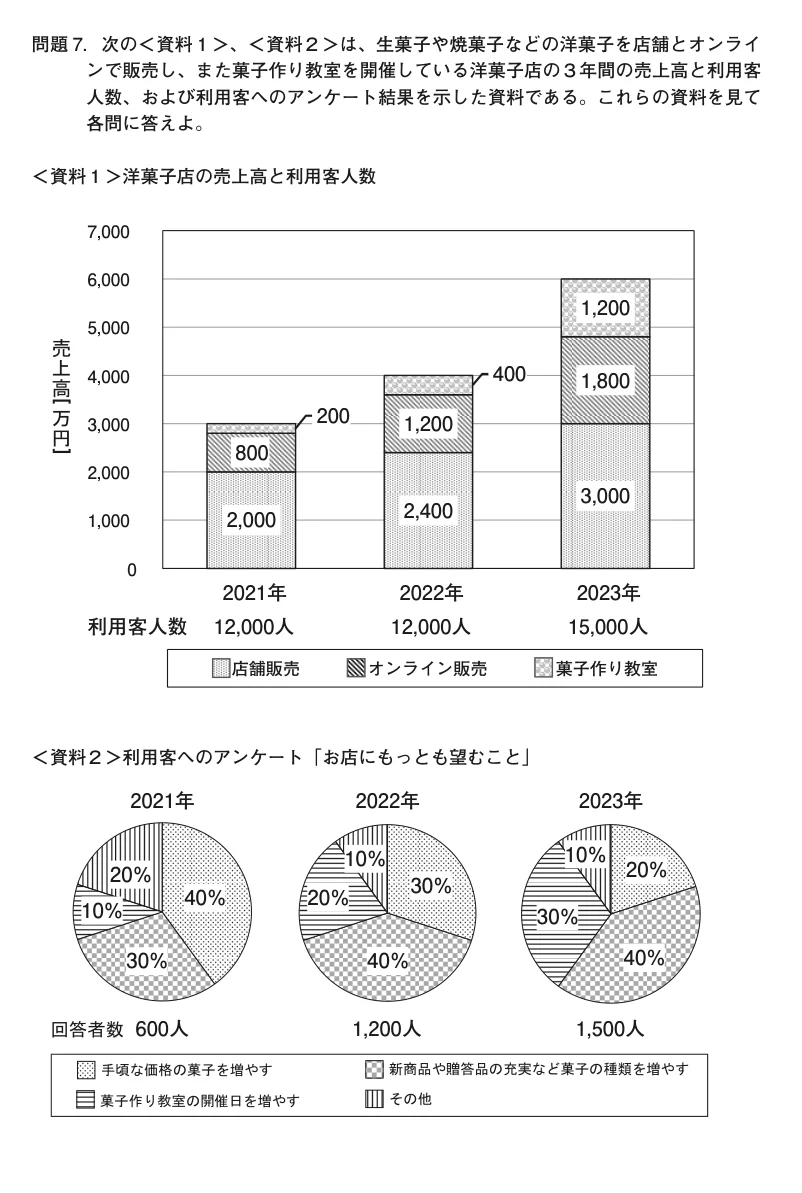 問題7. 次の＜資料１＞、＜資料２＞は、生菓子や焼菓子などの洋菓子を店舗とオンライ
ンで販売し、また菓子作り教室を開催している洋菓子店の３年間の売上高と利用客
人数、および利用客へのアンケート結果を示した資料である。これらの資料を見て
各問に答えよ。
＜資料１＞洋菓子店の売上高と利用客人数
売上高[万円]
7,000
6,000
5,000
4,000
3,000
2,000
1,000
0
200
800
2,000
400
1,200
2,400
1,200
1,800
3,000
2021年 2022年 2023年
利用客人数 12,000人 12,000人 15,000人
店舗販売 オンライン販売 菓子作り教室
＜資料２＞利用客へのアンケート「お店にもっとも望むこと」
2021年 2022年 2023年
20%
40%
10%
30%
10%
30%
20%
40%
10%
20%
30%
40%
回答者数 600人 1,200人 1,500人
手頃な価格の菓子を増やす 新商品や贈答品の充実など菓子の種類を増やす
菓子作り教室の開催日を増やす その他